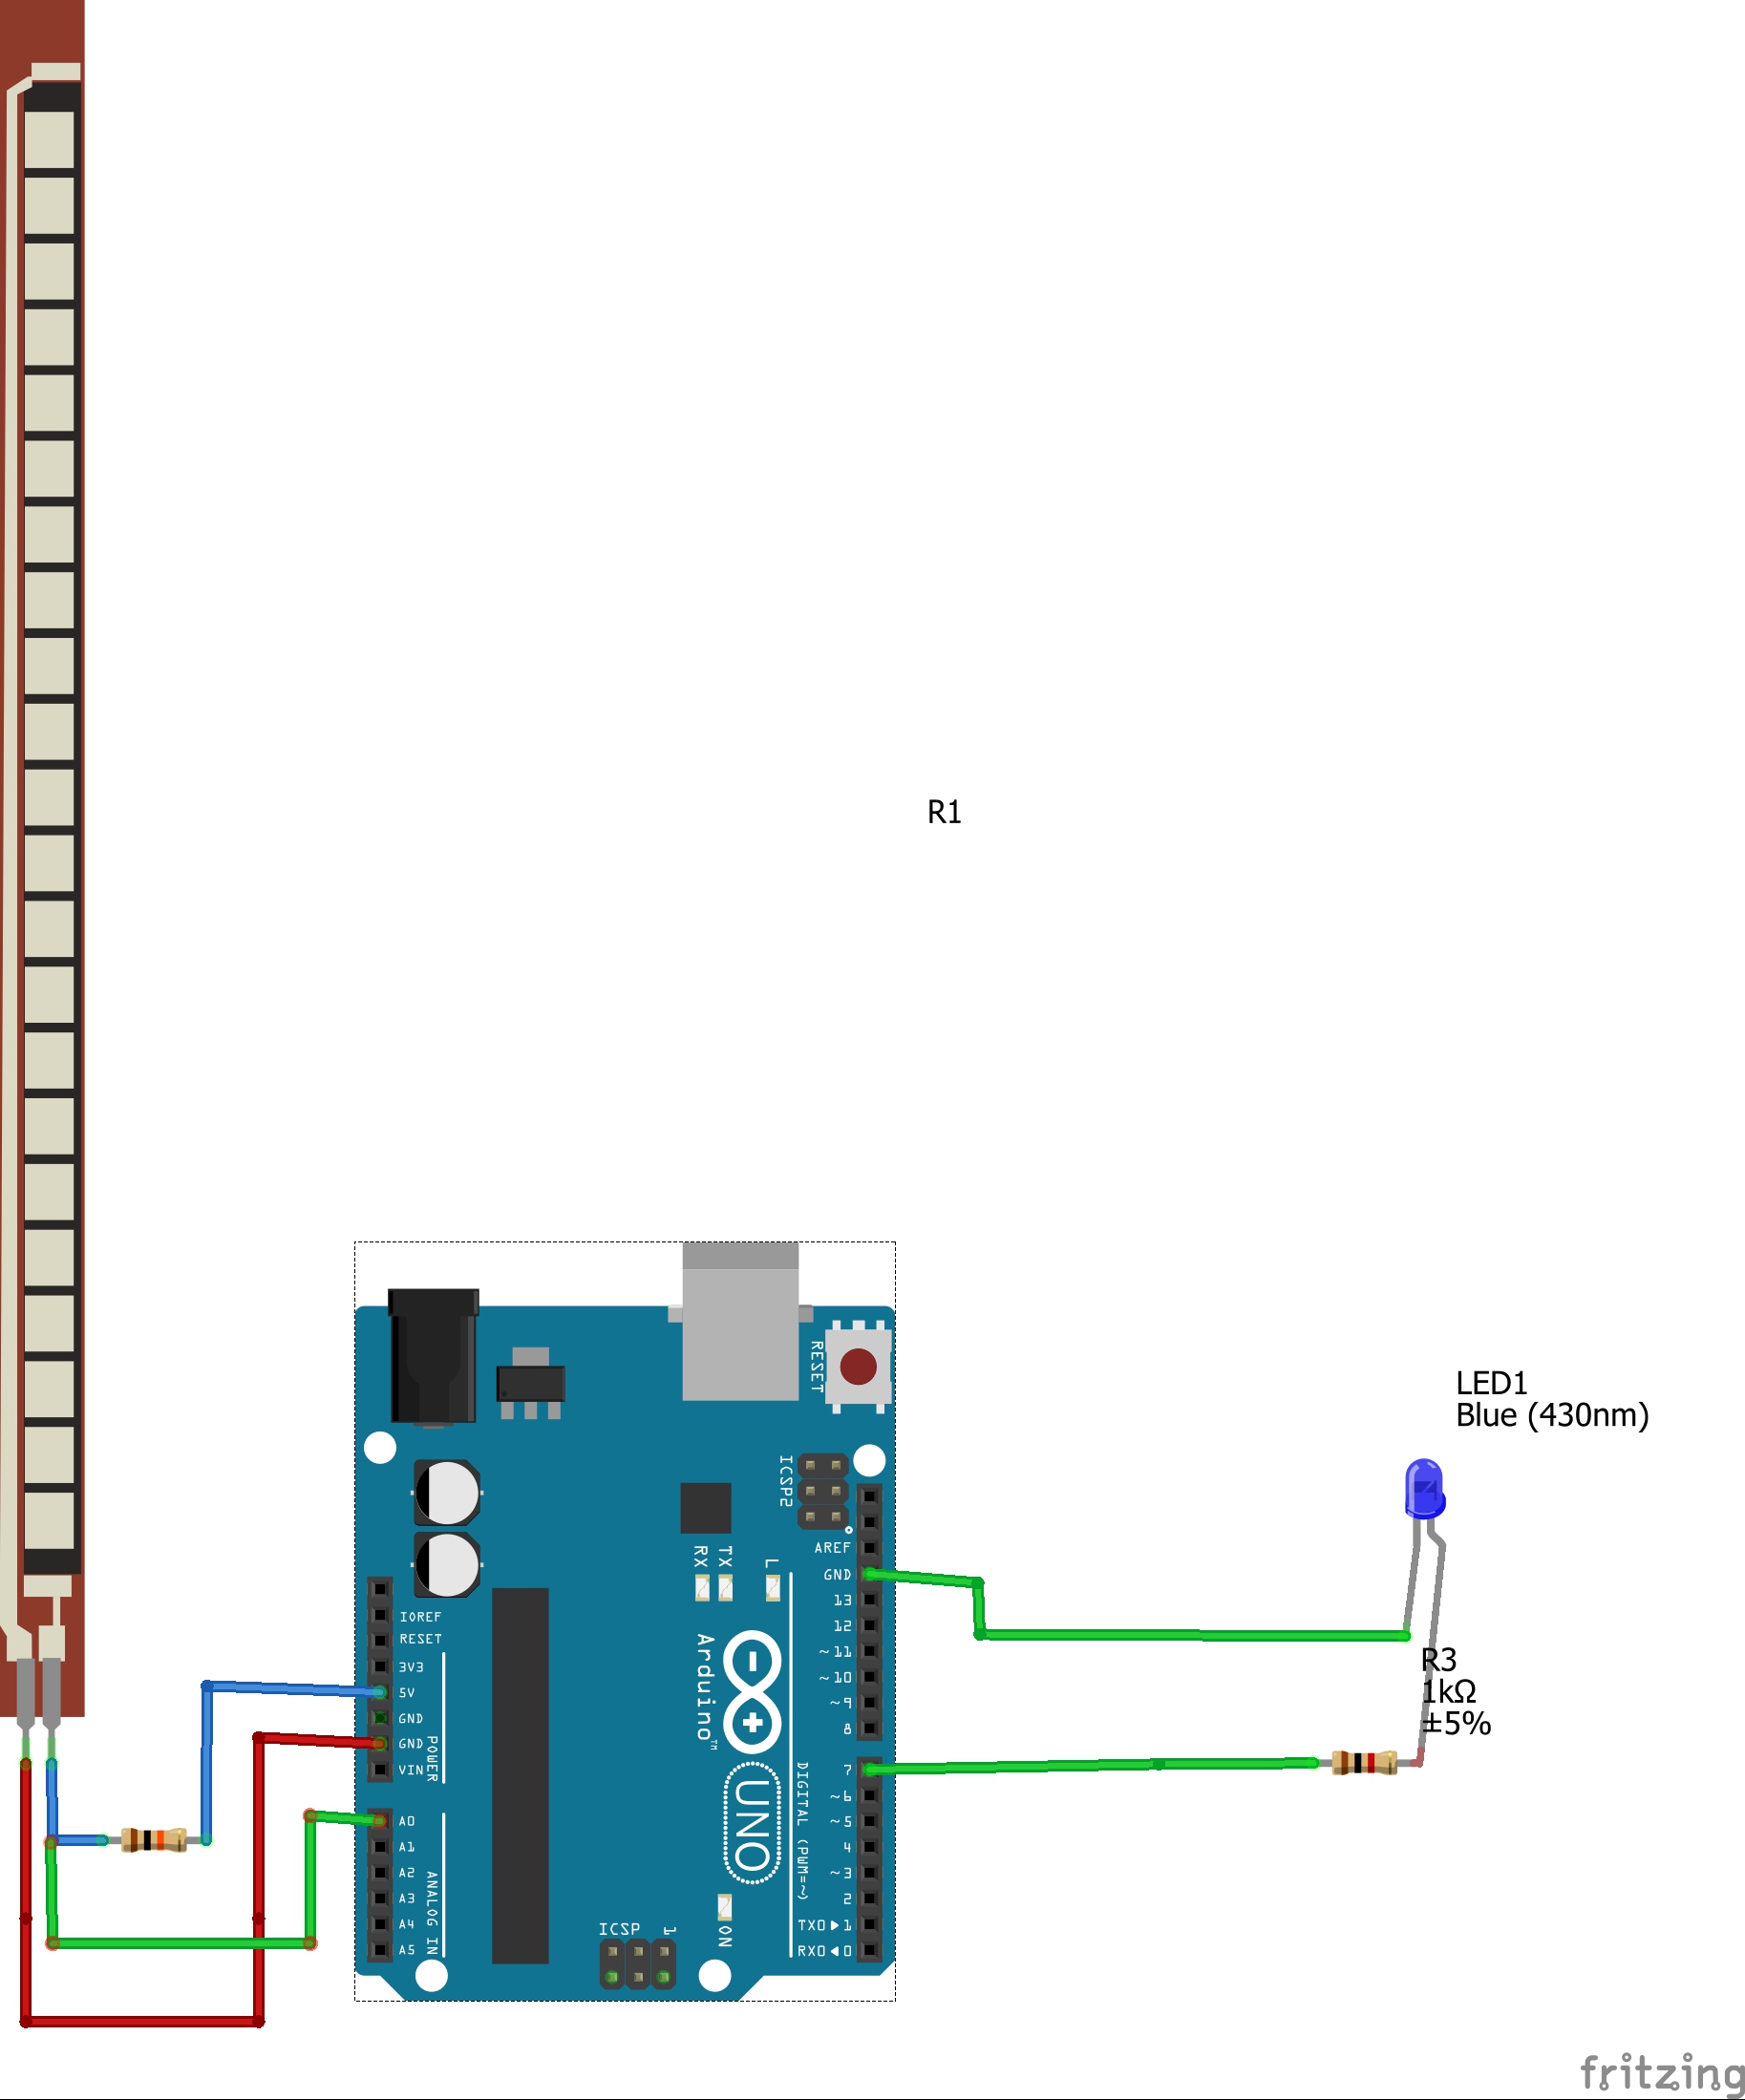 R1
LED1
Blue (430nm)
R3
1kΩ
±5%
RESET
ICSP2
AREF
GND
13
12
~11
~10
~9
8
7
~6
~5
4
~3
2
TX0▶1
RX0◀0
DIGITAL (PWM=~)
RX
TX
L
Arduino™
UNO
IOREF
RESET
3V3
5V
GND
GND
VIN
POWER
A0
A1
A2
A3
A4
A5
ANALOG IN
ICSP
1
ON
fritzing